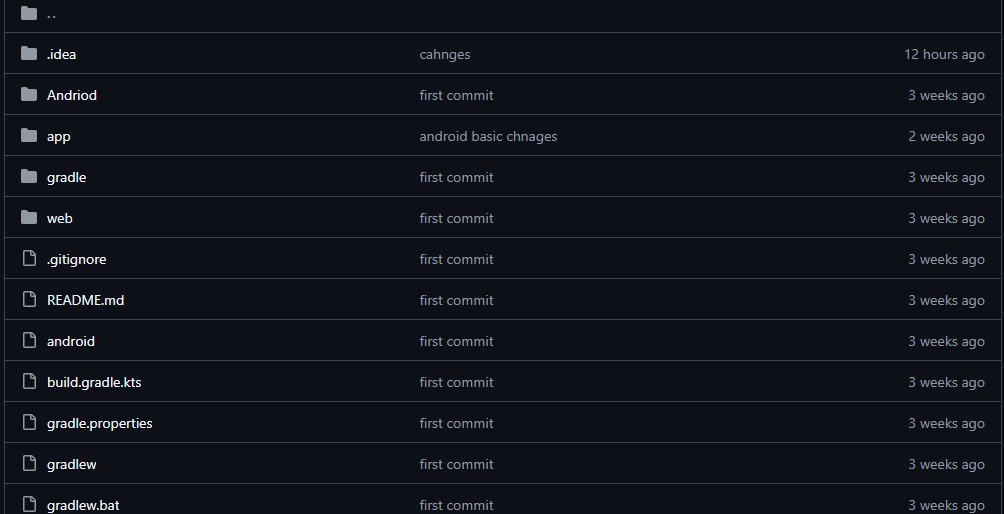 ..
.idea cahnges 12 hours ago
Andriod first commit 3 weeks ago
app android basic chnages 2 weeks ago
gradle first commit 3 weeks ago
web first commit 3 weeks ago
.gitignore first commit 3 weeks ago
README.md first commit 3 weeks ago
android first commit 3 weeks ago
build.gradle.kts first commit 3 weeks ago
gradle.properties first commit 3 weeks ago
gradlew first commit 3 weeks ago
gradlew.bat first commit 3 weeks ago